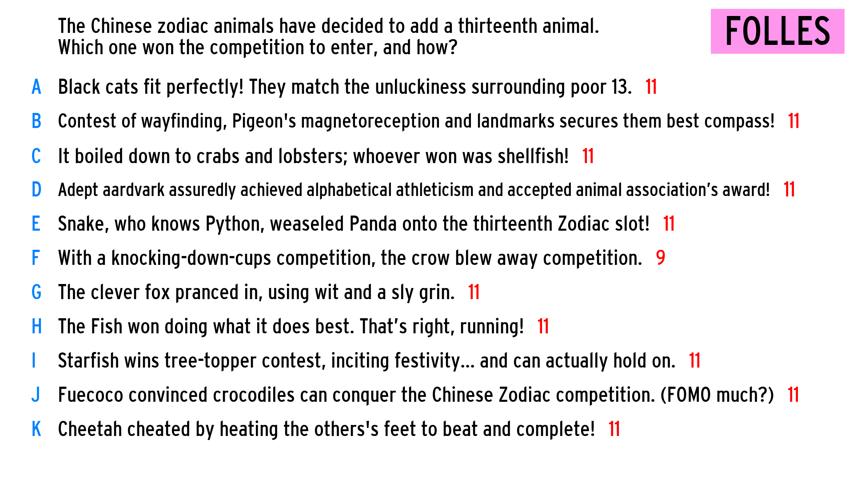 The Chinese zodiac animals have decided to add a thirteenth animal.
Which one won the competition to enter, and how?
FOLLES
A Black cats fit perfectly! They match the unluckiness surrounding poor 13. 11
B Contest of wayfinding, Pigeon's magnetoreception and landmarks secures them best compass! 11
C It boiled down to crabs and lobsters; whoever won was shellfish! 11
D Adept aardvark assuredly achieved alphabetical athleticism and accepted animal association's award! 11
E Snake, who knows Python, weaseled Panda onto the thirteenth Zodiac slot! 11
F With a knocking-down-cups competition, the crow blew away competition. 9
G The clever fox pranced in, using wit and a sly grin. 11
H The Fish won doing what it does best. That's right, running! 11
I Starfish wins tree-topper contest, inciting festivity... and can actually hold on. 11
J Fuecoco convinced crocodiles can conquer the Chinese Zodiac competition. (FOMO much?) 11
K Cheetah cheated by heating the others's feet to beat and complete! 11